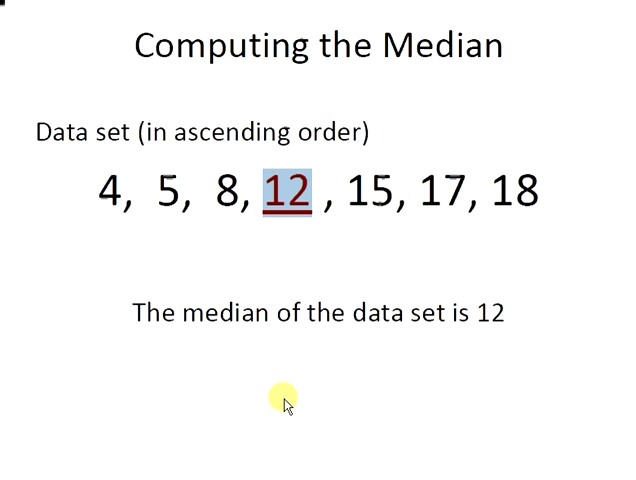 Computing the Median
Data set (in ascending order)
4, 5, 8, 12 , 15, 17, 18
The median of the data set is 12